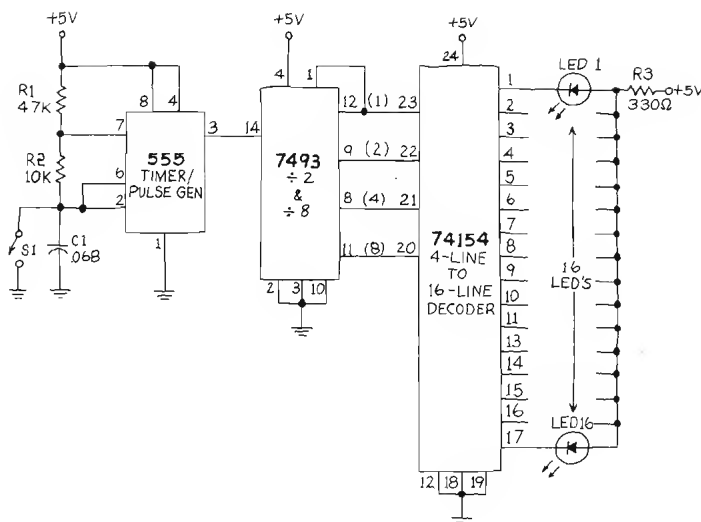 +5V
R1
47K
R2
10K
S1
C1
.068
8
4
7
3
6
2
1
555
TIMER/
PULSE GEN
+5V
4
1
14
12
(1)
9
(2)
8
(4)
11
(8)
7493
÷ 2
&
÷ 8
2
3
10
+5V
24
23
22
21
20
74154
4-LINE
TO
16-LINE
DECODER
1
2
3
4
5
6
7
8
9
10
11
13
14
15
16
17
12
18
19
LED 1
16
LED'S
LED16
R3
330Ω
+5V